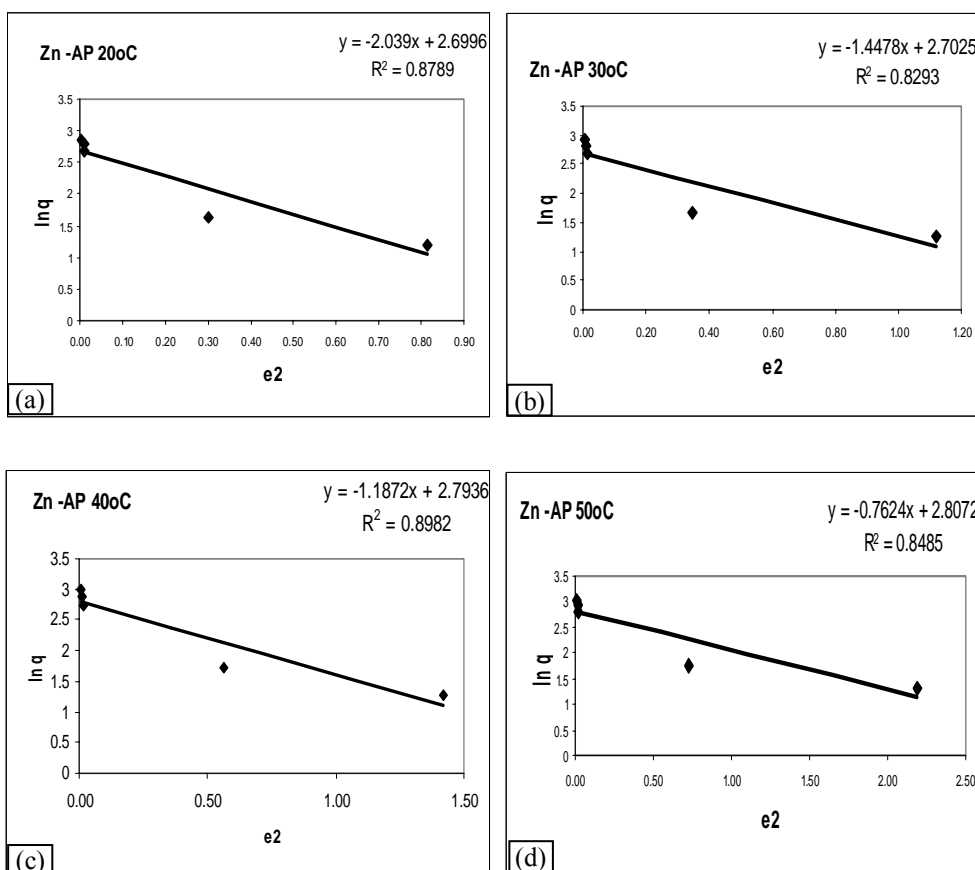 Zn -AP 20oC
y = -2.039x + 2.6996
R² = 0.8789
ln q
3.5
3
2.5
2
1.5
1
0.5
0
0.00 0.10 0.20 0.30 0.40 0.50 0.60 0.70 0.80 0.90
e2
(a)
Zn -AP 30oC
y = -1.4478x + 2.7025
R² = 0.8293
ln q
3.5
3
2.5
2
1.5
1
0.5
0
0.00 0.20 0.40 0.60 0.80 1.00 1.20
e2
(b)
Zn -AP 40oC
y = -1.1872x + 2.7936
R² = 0.8982
ln q
3.5
3
2.5
2
1.5
1
0.5
0
0.00 0.50 1.00 1.50
e2
(c)
Zn -AP 50oC
y = -0.7624x + 2.8072
R² = 0.8485
ln q
3.5
3
2.5
2
1.5
1
0.5
0
0.00 0.50 1.00 1.50 2.00 2.50
e2
(d)